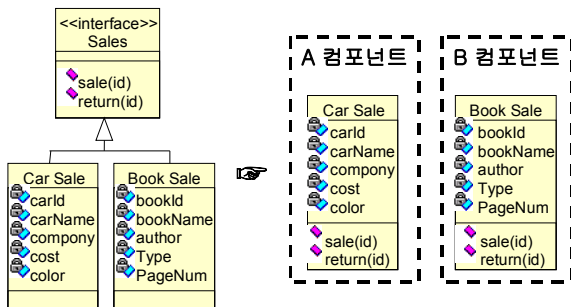 <<interface>>
Sales
sale(id)
return(id)
Car Sale
carId
carName
compony
cost
color
Book Sale
bookId
bookName
author
Type
PageNum
A 컴포넌트
Car Sale
carId
carName
compony
cost
color
sale(id)
return(id)
B 컴포넌트
Book Sale
bookId
bookName
author
Type
PageNum
sale(id)
return(id)